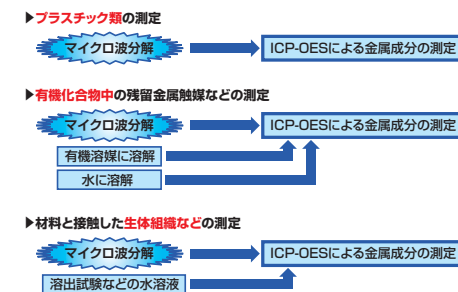 ▶プラスチック類の測定
マイクロ波分解
ICP-OESによる金属成分の測定
▶有機化合物中の残留金属触媒などの測定
マイクロ波分解
ICP-OESによる金属成分の測定
有機溶媒に溶解
水に溶解
▶材料と接触した生体組織などの測定
マイクロ波分解
ICP-OESによる金属成分の測定
溶出試験などの水溶液